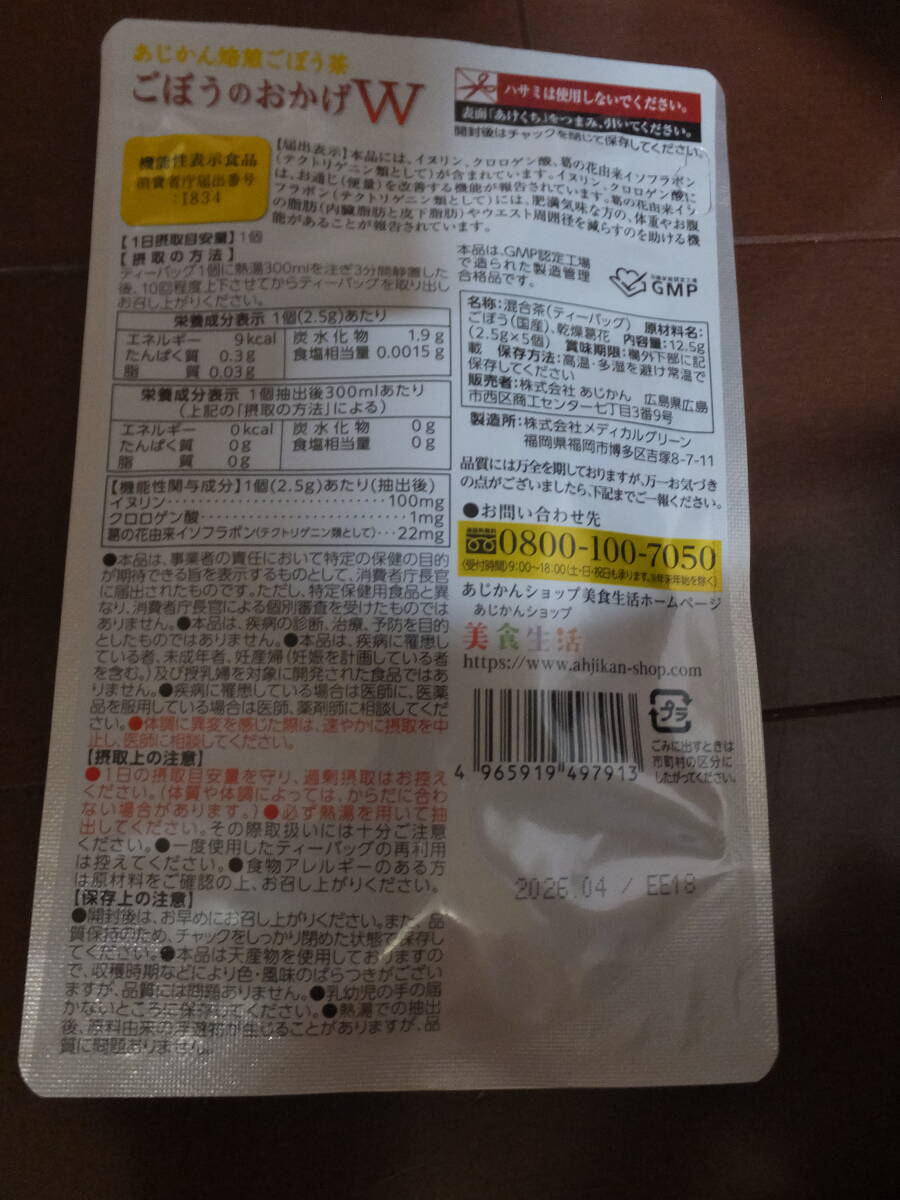 あじかん焙煎ごぼう茶
ごぼうのおかげW
ハサミは使用しないでください。
表面「あけくち」をつまみ、引いてください。
開封後はチャックを閉じて保存してください。
機能性表示食品
消費者庁届出番号
:I834
【届出表示】本品には、イヌリン、クロロゲン酸、葛の花由来イソフラボン
(テクトリゲニン類として)が含まれています。イヌリン、クロロゲン酸に
は、お通じ(便量)を改善する機能が報告されています。葛の花由来イソ
フラボン(テクトリゲニン類として)には、肥満気味な方の、体重やお腹
の脂肪(内臓脂肪と皮下脂肪)やウエスト周囲径を減らすのを助ける機
能があることが報告されています。
【1日摂取目安量】1個
【摂取の方法】
ティーバッグ1個に熱湯300mlを注ぎ3分間静置した
後、10回程度上下させてからティーバッグを取り出し
お召し上がりください。
栄養成分表示 1個(2.5g)あたり
エネルギー 9kcal 炭水化物 1.9g
たんぱく質 0.3g 食塩相当量 0.0015g
脂質 0.03g
栄養成分表示 1個抽出後300mlあたり
(上記の「摂取の方法」による)
エネルギー 0kcal 炭水化物 0g
たんぱく質 0g 食塩相当量 0g
脂質 0g
【機能性関与成分】1個(2.5g)あたり(抽出後)
イヌリン・・・・・・・・・・・・・・・・100mg
クロロゲン酸・・・・・・・・・・・・・・・・1mg
葛の花由来イソフラボン(テクトリゲニン類として)・・・22mg
●本品は、事業者の責任において特定の保健の目的
が期待できる旨を表示するものとして、消費者庁長官
に届出されたものです。ただし、特定保健用食品と異
なり、消費者庁長官による個別審査を受けたものでは
ありません。●本品は、疾病の診断、治療、予防を目的
としたものではありません。●本品は、疾病に罹患し
ている者、未成年者、妊産婦(妊娠を計画している者
を含む。)及び授乳婦を対象に開発された食品ではあ
りません。●疾病に罹患している場合は医師に、医薬
品を服用している場合は医師、薬剤師に相談してくだ
さい。●体調に異変を感じた際は、速やかに摂取を中
止し、医師に相談してください。
【摂取上の注意】
●1日の摂取目安量を守り、過剰摂取はお控え
ください。(体質や体調によっては、からだに合わ
ない場合があります。)●必ず熱湯を用いて抽
出してください。その際取扱いには十分ご注意
ください。●一度使用したティーバッグの再利用
は控えてください。●食物アレルギーのある方
は原材料をご確認の上、お召し上がりください。
【保存上の注意】
●開封後は、お早めにお召し上がりください。また、品
質保持のため、チャックをしっかり閉めた状態で保存し
てください。●本品は天産物を使用しておりますの
で、収穫時期などにより色・風味のばらつきがござい
ますが、品質には問題ありません。●乳幼児の手の届
かないところに保存してください。●熱湯での抽出
後、原料由来の浮遊物が生じることがありますが、品
質に問題ありません。
本品は、GMP認定工場
で造られた製造管理
合格品です。
GMP
名称:混合茶(ティーバッグ) 原材料名:
ごぼう(国産)、乾燥葛花 内容量:12.5g
(2.5g×5個) 賞味期限:欄外下部に記
載 保存方法:高温・多湿を避け常温で
保存してください
販売者:株式会社 あじかん 広島県広島
市西区商工センター七丁目3番9号
製造所:株式会社メディカルグリーン
福岡県福岡市博多区吉塚8-7-11
品質には万全を期しておりますが、万一お気づき
の点がございましたら、下記までご一報ください。
●お問い合わせ先
0800-100-7050
(受付時間)9:00~18:00(土・日・祝日も承ります。※年末年始を除く)
あじかんショップ美食生活ホームページ
あじかんショップ
美食生活
https://www.ahjikan-shop.com
プラ
ごみに出すときは
市町村の区分に
したがってください。
4 965919 497913
2026.04 / EE18